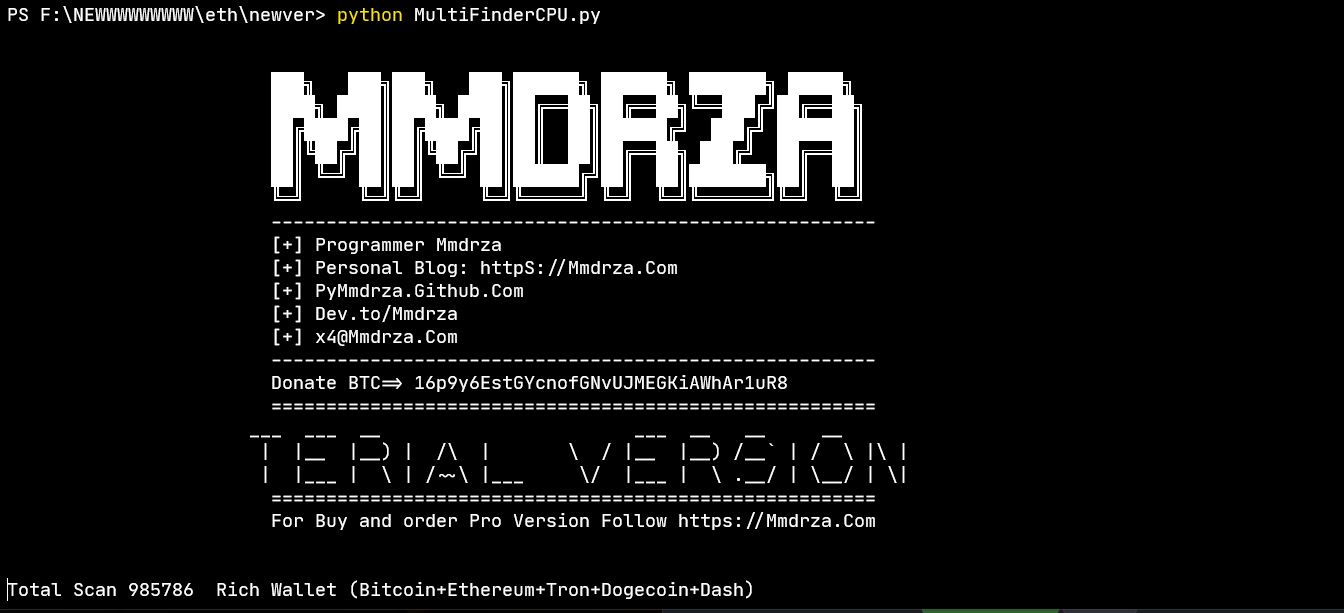 PS F:\NEWWWWWWWWW\eth\newver> python MultiFinderCPU.py
MMDRZA
-------------------------------------------------------
[+] Programmer Mmdrza
[+] Personal Blog: httpS://Mmdrza.Com
[+] PyMmdrza.Github.Com
[+] Dev.to/Mmdrza
[+] x4@Mmdrza.Com
-------------------------------------------------------
Donate BTC=> 16p9y6EstGYcnofGNvUJMEGKiAWhAr1uR8
=======================================================
TERIAL VERSION
=======================================================
For Buy and order Pro Version Follow https://Mmdrza.Com
Total Scan 985786  Rich Wallet (Bitcoin+Ethereum+Tron+Dogecoin+Dash)